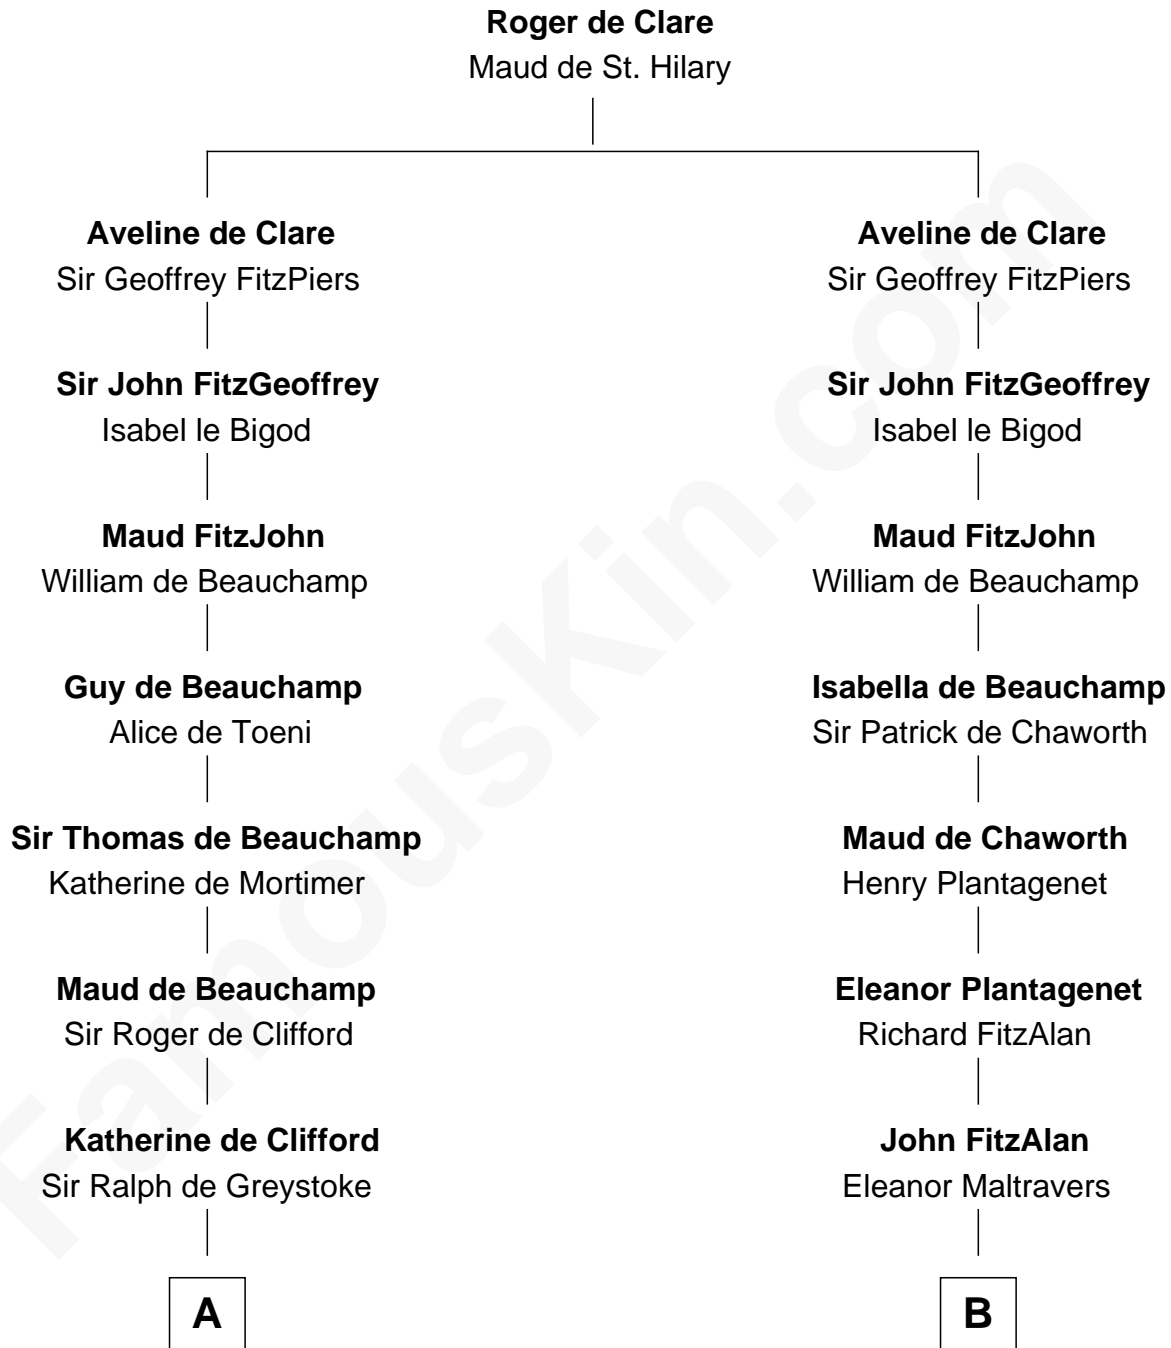 Roger de Clare
Maud de St. Hilary
Aveline de Clare
Sir Geoffrey FitzPiers
Aveline de Clare
Sir Geoffrey FitzPiers
Sir John FitzGeoffrey
Isabel le Bigod
Sir John FitzGeoffrey
Isabel le Bigod
Maud FitzJohn
William de Beauchamp
Maud FitzJohn
William de Beauchamp
Guy de Beauchamp
Alice de Toeni
Isabella de Beauchamp
Sir Patrick de Chaworth
Sir Thomas de Beauchamp
Katherine de Mortimer
Maud de Chaworth
Henry Plantagenet
Maud de Beauchamp
Sir Roger de Clifford
Eleanor Plantagenet
Richard FitzAlan
Katherine de Clifford
Sir Ralph de Greystoke
John FitzAlan
Eleanor Maltravers
A
B
FamousKin.com